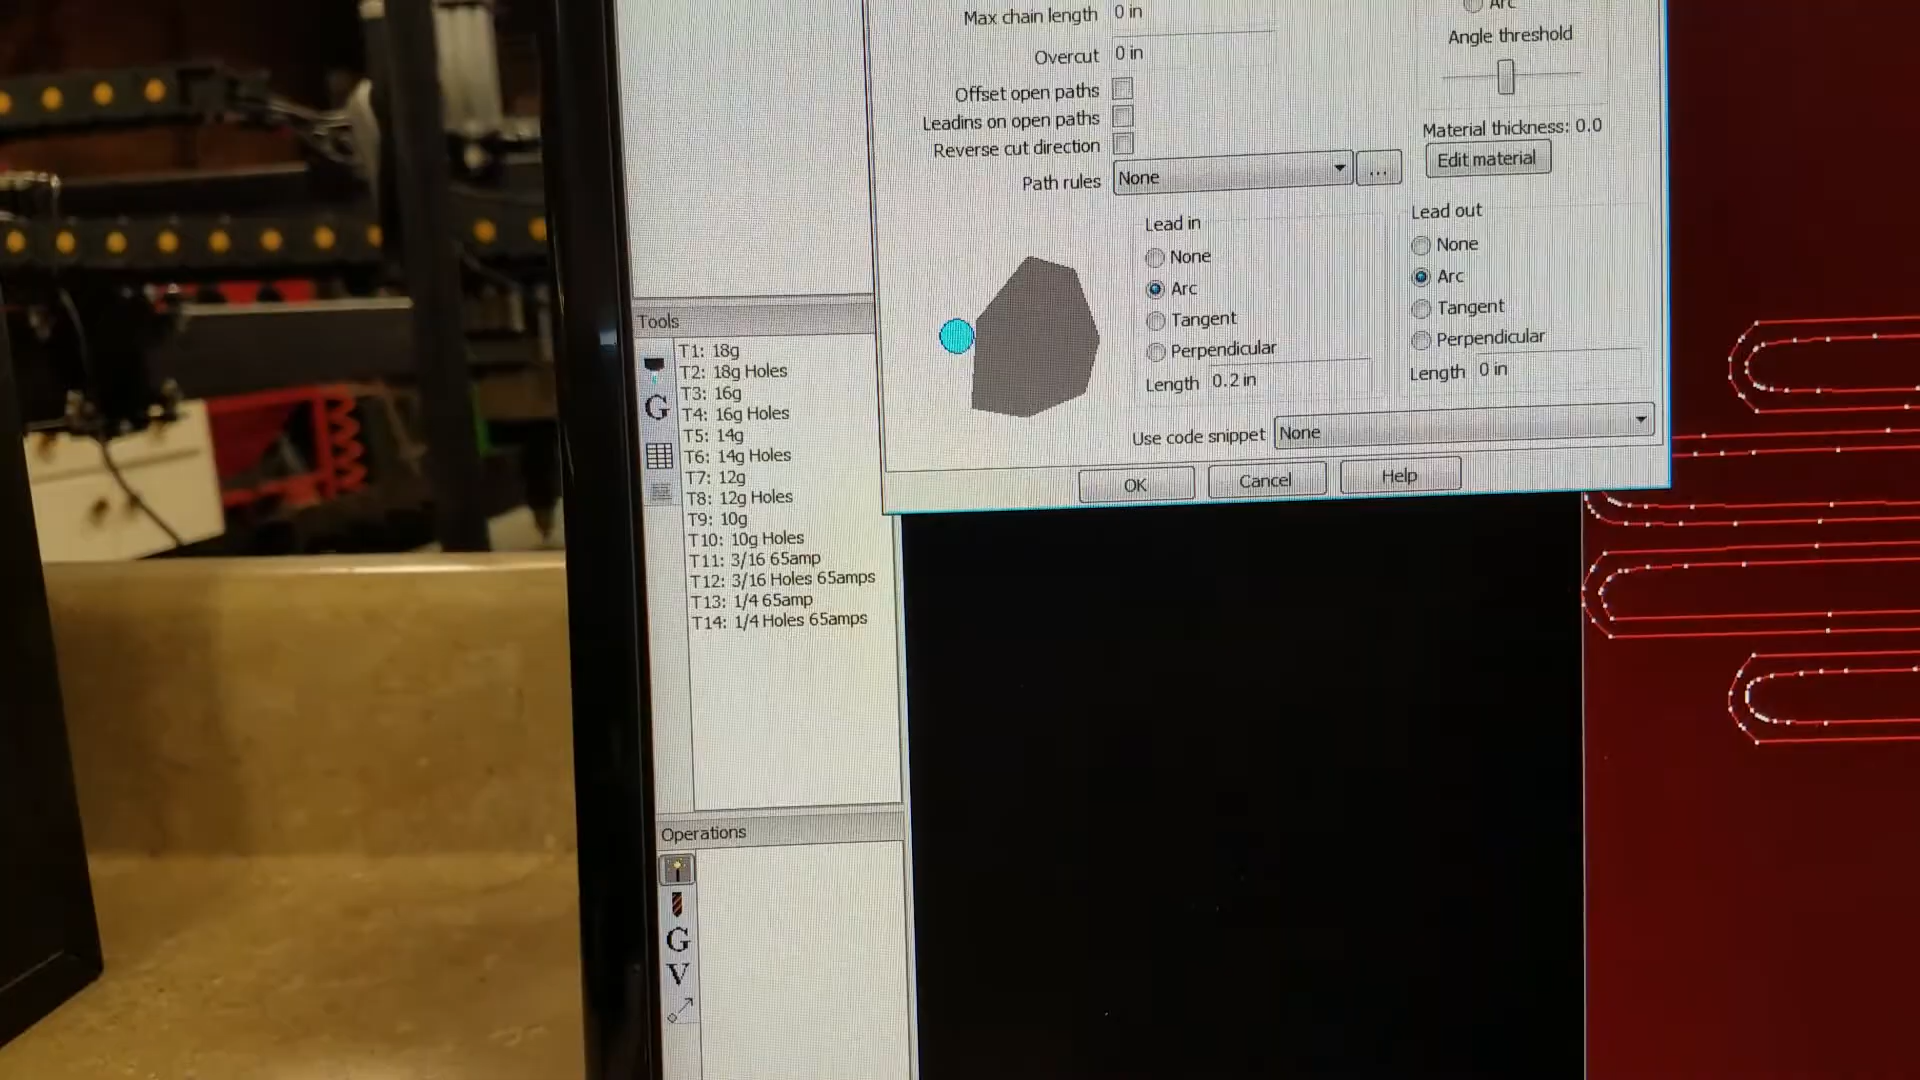 Max chain length 0 in
Overcut 0 in
Offset open paths
Leadins on open paths
Reverse cut direction
Path rules None ...
Arc
Angle threshold
Material thickness: 0.0
Edit material
Lead in
None
Arc
Tangent
Perpendicular
Length 0.2 in
Lead out
None
Arc
Tangent
Perpendicular
Length 0 in
Use code snippet None
OK Cancel Help
Tools
G
T1: 18g
T2: 18g Holes
T3: 16g
T4: 16g Holes
T5: 14g
T6: 14g Holes
T7: 12g
T8: 12g Holes
T9: 10g
T10: 10g Holes
T11: 3/16 65amp
T12: 3/16 Holes 65amps
T13: 1/4 65amp
T14: 1/4 Holes 65amps
Operations
G
V